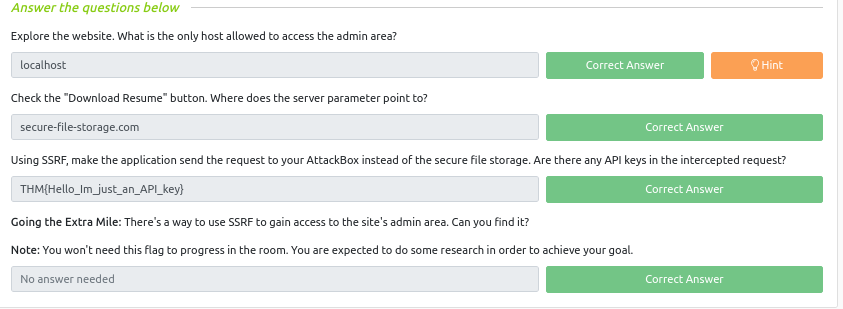 Answer the questions below
Explore the website. What is the only host allowed to access the admin area?
localhost
Correct Answer
Hint
Check the "Download Resume" button. Where does the server parameter point to?
secure-file-storage.com
Correct Answer
Using SSRF, make the application send the request to your AttackBox instead of the secure file storage. Are there any API keys in the intercepted request?
THM{Hello_Im_just_an_API_key}
Correct Answer
Going the Extra Mile: There's a way to use SSRF to gain access to the site's admin area. Can you find it?
Note: You won't need this flag to progress in the room. You are expected to do some research in order to achieve your goal.
No answer needed
Correct Answer